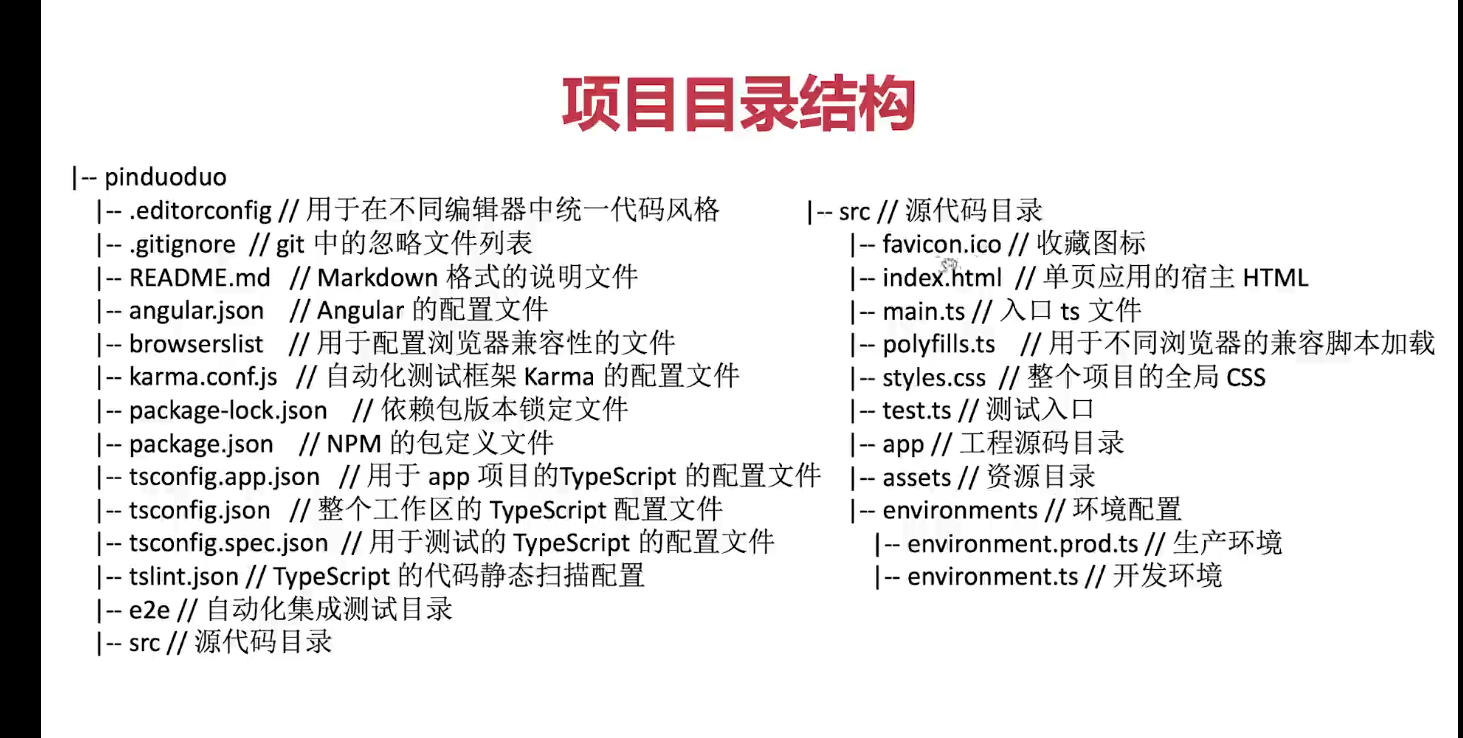 项目目录结构
|-- pinduoduo
|-- .editorconfig // 用于在不同编辑器中统一代码风格
|-- .gitignore // git 中的忽略文件列表
|-- README.md // Markdown 格式的说明文件
|-- angular.json // Angular 的配置文件
|-- browserslist // 用于配置浏览器兼容性的文件
|-- karma.conf.js // 自动化测试框架 Karma 的配置文件
|-- package-lock.json // 依赖包版本锁定文件
|-- package.json // NPM 的包定义文件
|-- tsconfig.app.json // 用于 app 项目的TypeScript 的配置文件
|-- tsconfig.json // 整个工作区的 TypeScript 配置文件
|-- tsconfig.spec.json // 用于测试的 TypeScript 的配置文件
|-- tslint.json // TypeScript 的代码静态扫描配置
|-- e2e // 自动化集成测试目录
|-- src // 源代码目录
|-- src // 源代码目录
|-- favicon.ico // 收藏图标
|-- index.html // 单页应用的宿主 HTML
|-- main.ts // 入口 ts 文件
|-- polyfills.ts // 用于不同浏览器的兼容脚本加载
|-- styles.css // 整个项目的全局 CSS
|-- test.ts // 测试入口
|-- app // 工程源码目录
|-- assets // 资源目录
|-- environments // 环境配置
|-- environment.prod.ts // 生产环境
|-- environment.ts // 开发环境